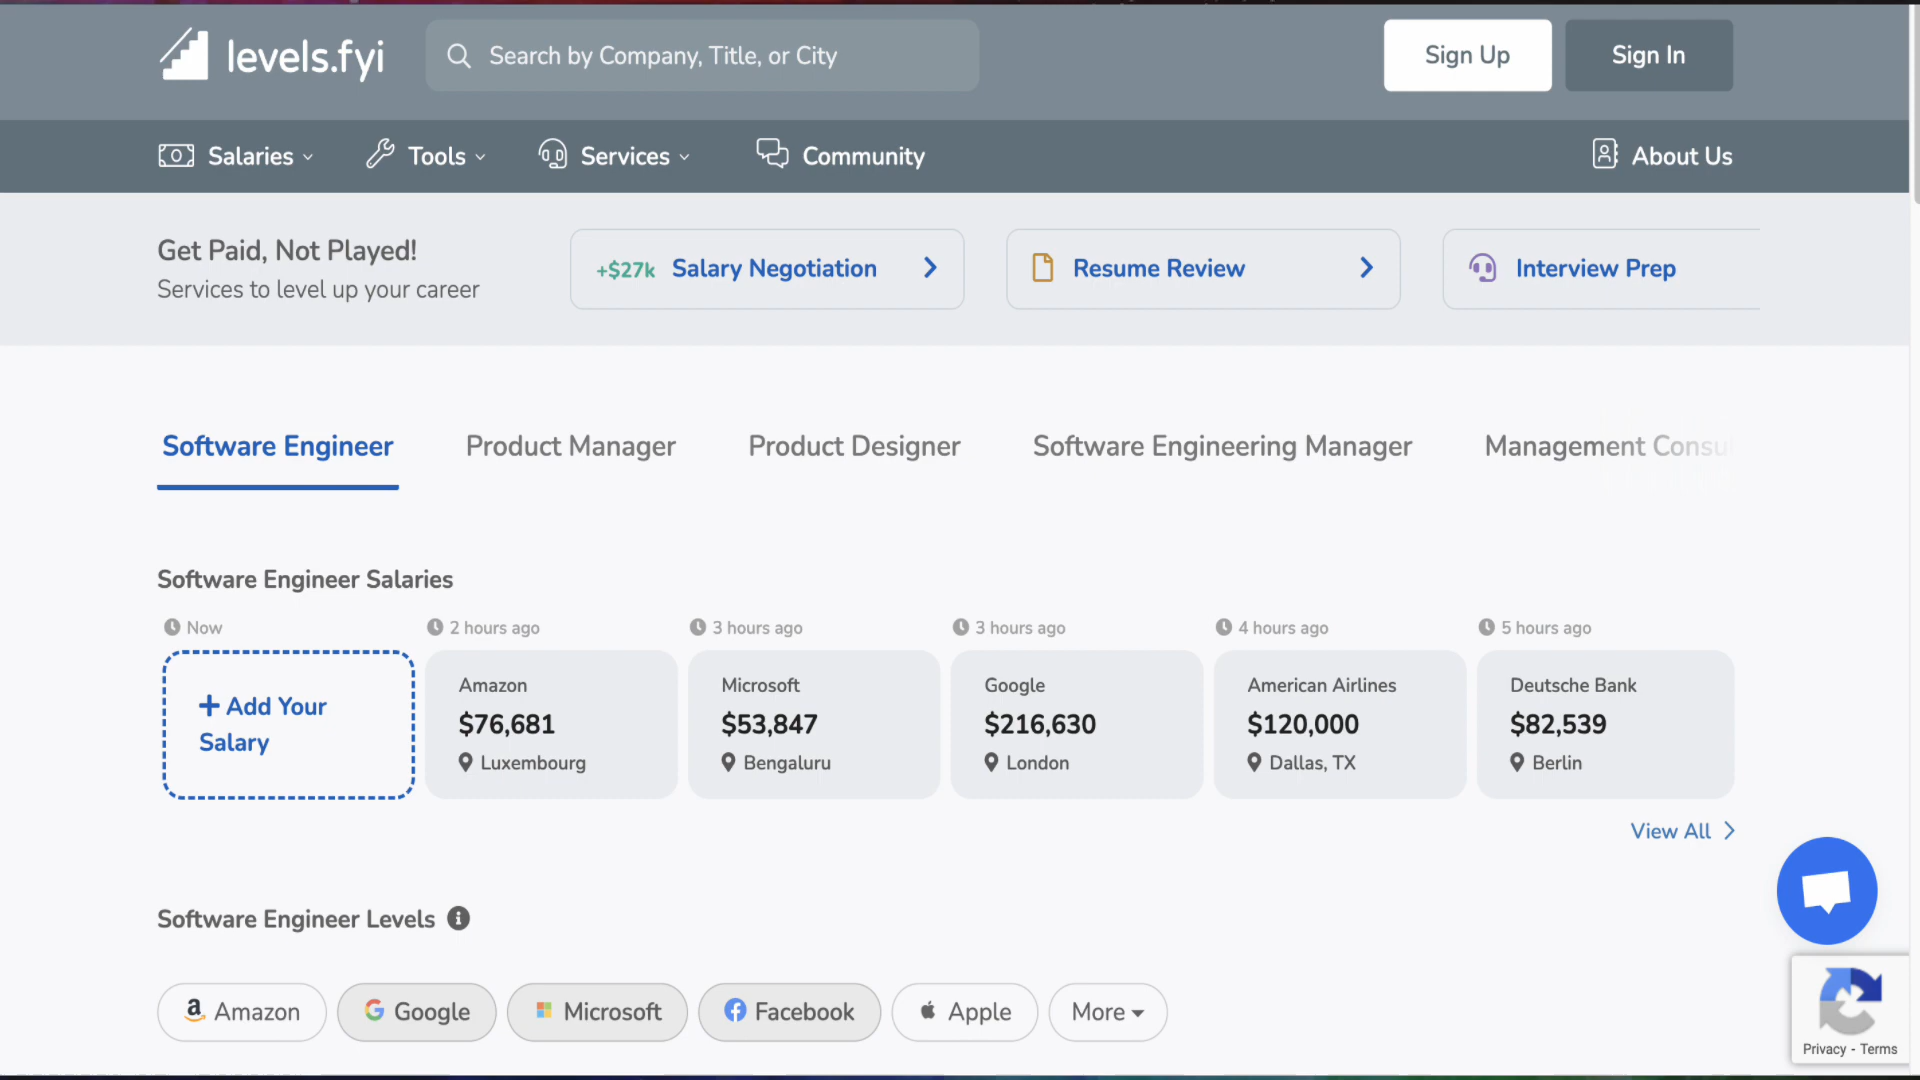 levels.fyi
Search by Company, Title, or City
Sign Up
Sign In
Salaries
Tools
Services
Community
About Us
Get Paid, Not Played!
Services to level up your career
+$27k Salary Negotiation
Resume Review
Interview Prep
Software Engineer
Product Manager
Product Designer
Software Engineering Manager
Management Consu
Software Engineer Salaries
Now
2 hours ago
3 hours ago
3 hours ago
4 hours ago
5 hours ago
+ Add Your
Salary
Amazon
$76,681
Luxembourg
Microsoft
$53,847
Bengaluru
Google
$216,630
London
American Airlines
$120,000
Dallas, TX
Deutsche Bank
$82,539
Berlin
View All
Software Engineer Levels
Amazon
Google
Microsoft
Facebook
Apple
More
Privacy - Terms